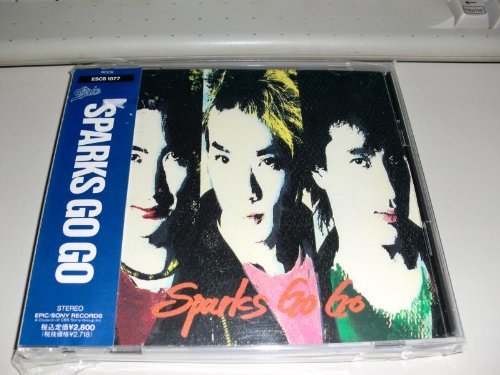 ROCK
ESCB 1077
Epic
SPARKS GO GO
STEREO
EPIC/SONY RECORDS
A Division of CBS/Sony Group Inc.
税込定価¥2,800
(税抜価格¥2,718)
Sparks Go Go
Home